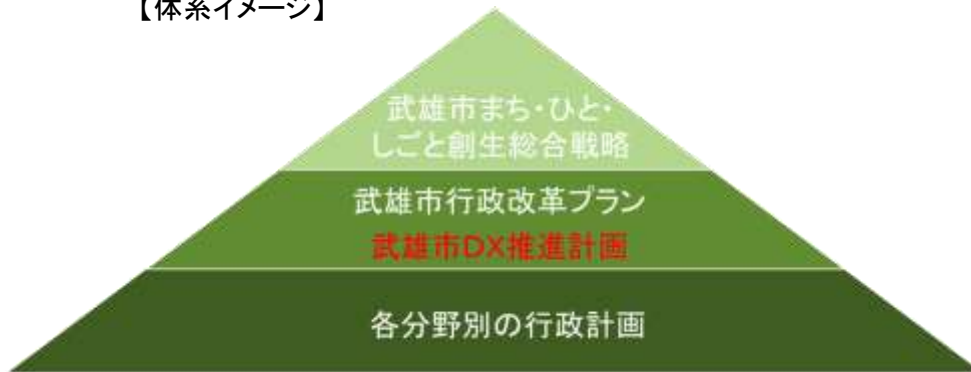 【体系イメージ】
武雄市まち・ひと・
しごと創生総合戦略
武雄市行政改革プラン
武雄市DX推進計画
各分野別の行政計画